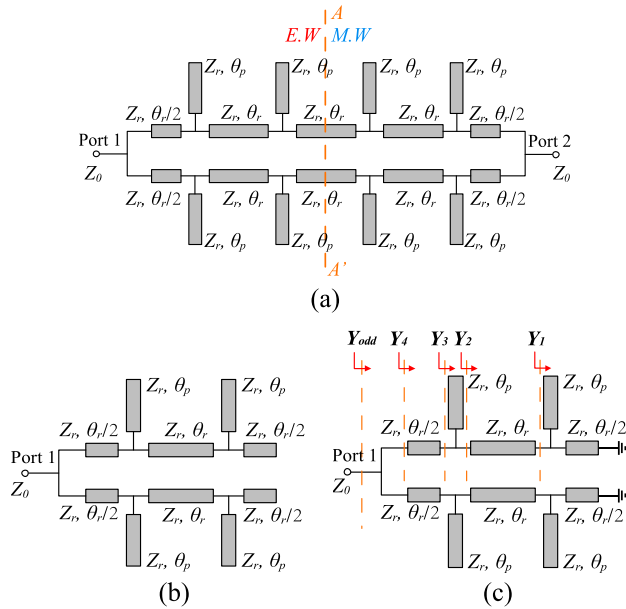 A
E.W M.W
Zr, θp Zr, θp Zr, θp Zr, θp
Zr, θr/2 Zr, θr Zr, θr Zr, θr Zr, θr/2
Port 1 Port 2
Z0 Z0
Zr, θr/2 Zr, θr Zr, θr Zr, θr Zr, θr/2
Zr, θp Zr, θp Zr, θp Zr, θp
A'
(a)
Zr, θp Zr, θp
Zr, θr/2 Zr, θr Zr, θr/2
Port 1
Z0
Zr, θr/2 Zr, θr Zr, θr/2
Zr, θp Zr, θp
(b)
Yodd Y4 Y3 Y2 Y1
Zr, θp Zr, θp
Zr, θr/2 Zr, θr Zr, θr/2
Port 1
Z0
Zr, θr/2 Zr, θr Zr, θr/2
Zr, θp Zr, θp
(c)